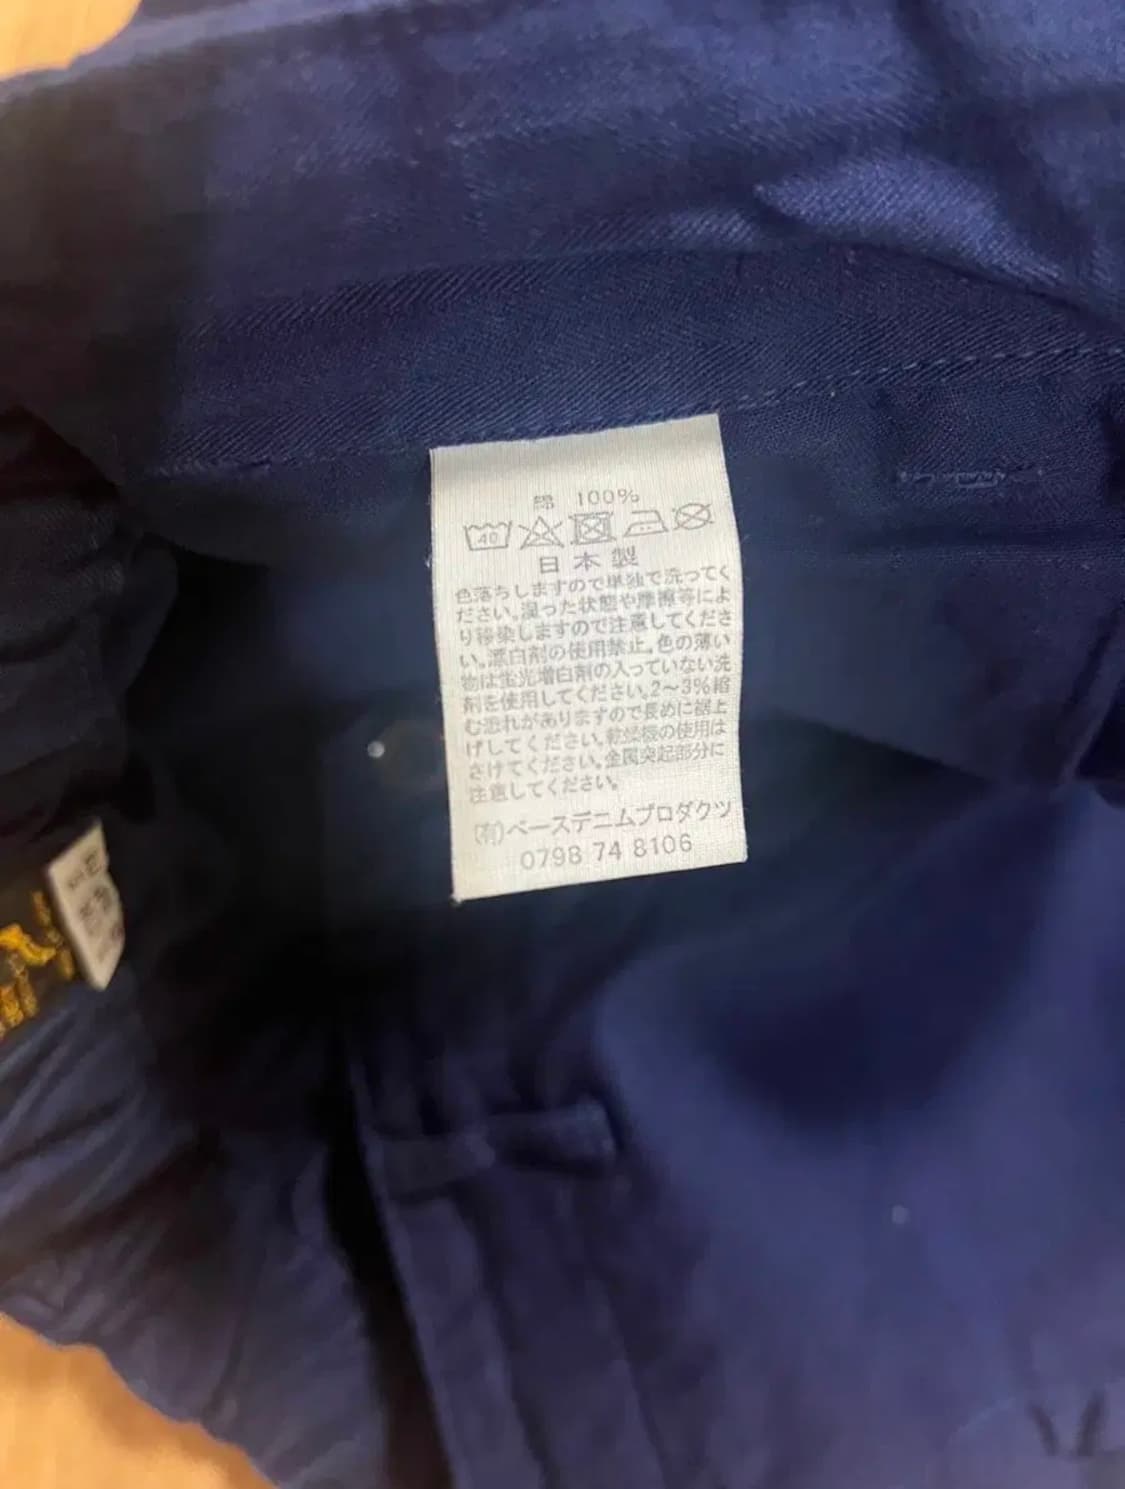 綿 100%
40
日本製
色落ちしますので単独で洗ってく
ださい。湿った状態や摩擦等によ
り移染しますので注意してくださ
い。漂白剤の使用禁止。色の薄い
物は蛍光増白剤の入っていない洗
剤を使用してください。2〜3%縮
む恐れがありますので長めに裾上
げしてください。乾燥機の使用は
さけてください。金属突起部分に
注意してください。
(有)ベースデニムプロダクツ
0798 74 8106